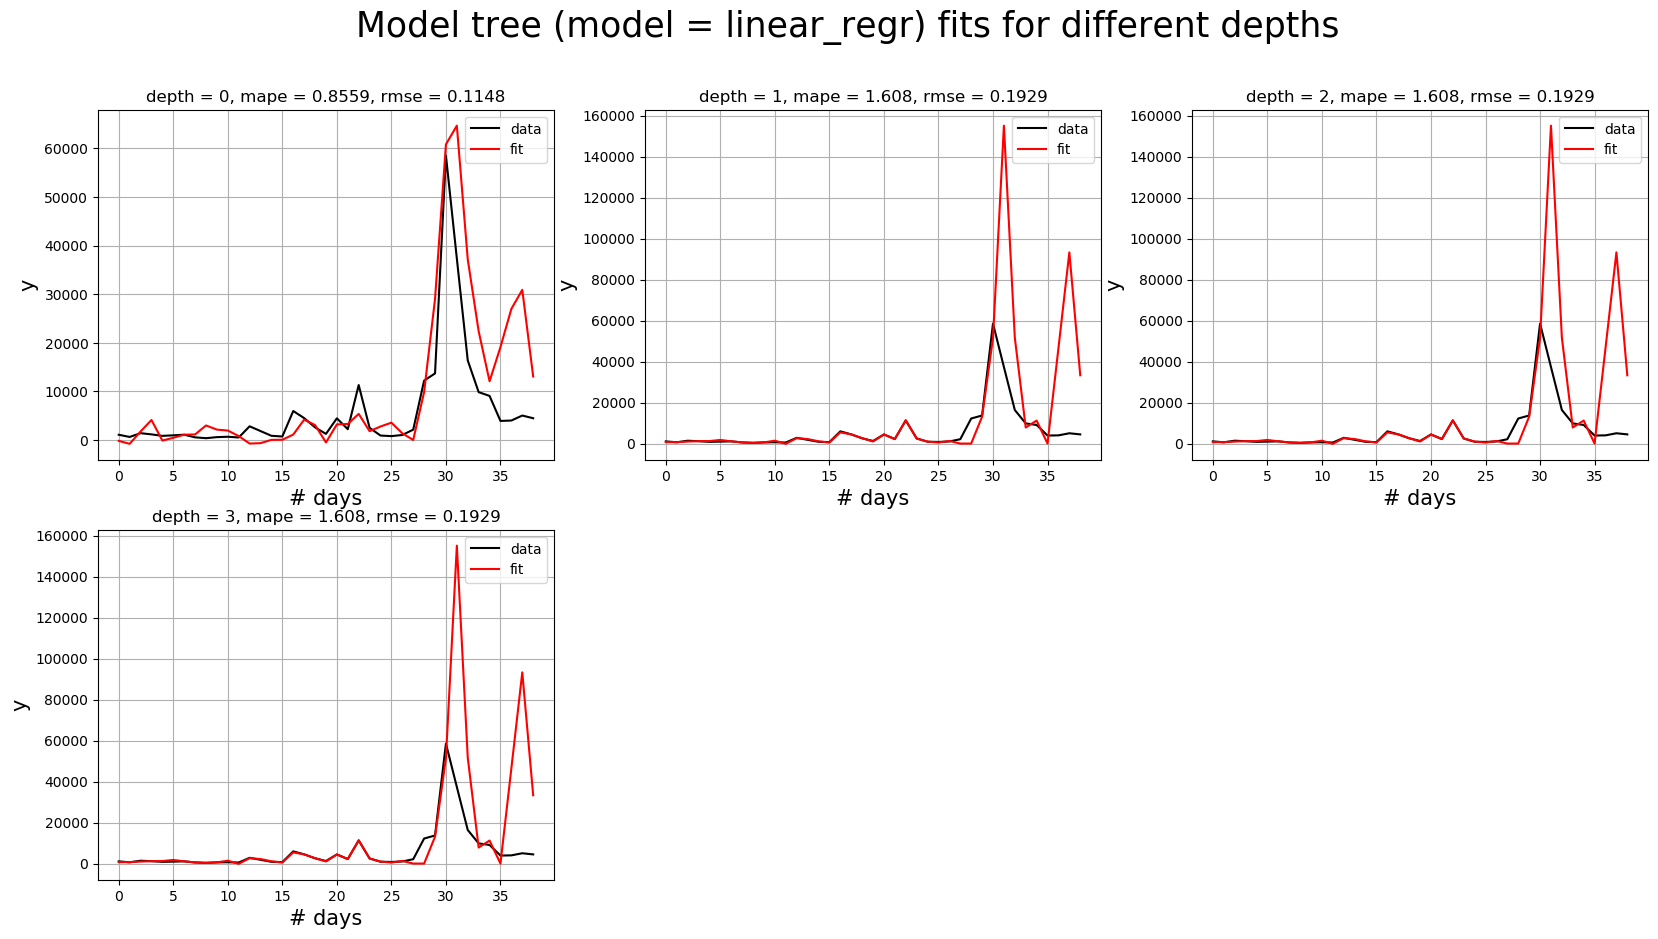 Model tree (model = linear_regr) fits for different depths
depth = 0, mape = 0.8559, rmse = 0.1148
data
fit
60000
50000
40000
30000
20000
10000
0
y
0 5 10 15 20 25 30 35
# days
depth = 1, mape = 1.608, rmse = 0.1929
data
fit
160000
140000
120000
100000
80000
60000
40000
20000
0
y
0 5 10 15 20 25 30 35
# days
depth = 2, mape = 1.608, rmse = 0.1929
data
fit
160000
140000
120000
100000
80000
60000
40000
20000
0
y
0 5 10 15 20 25 30 35
# days
depth = 3, mape = 1.608, rmse = 0.1929
data
fit
160000
140000
120000
100000
80000
60000
40000
20000
0
y
0 5 10 15 20 25 30 35
# days